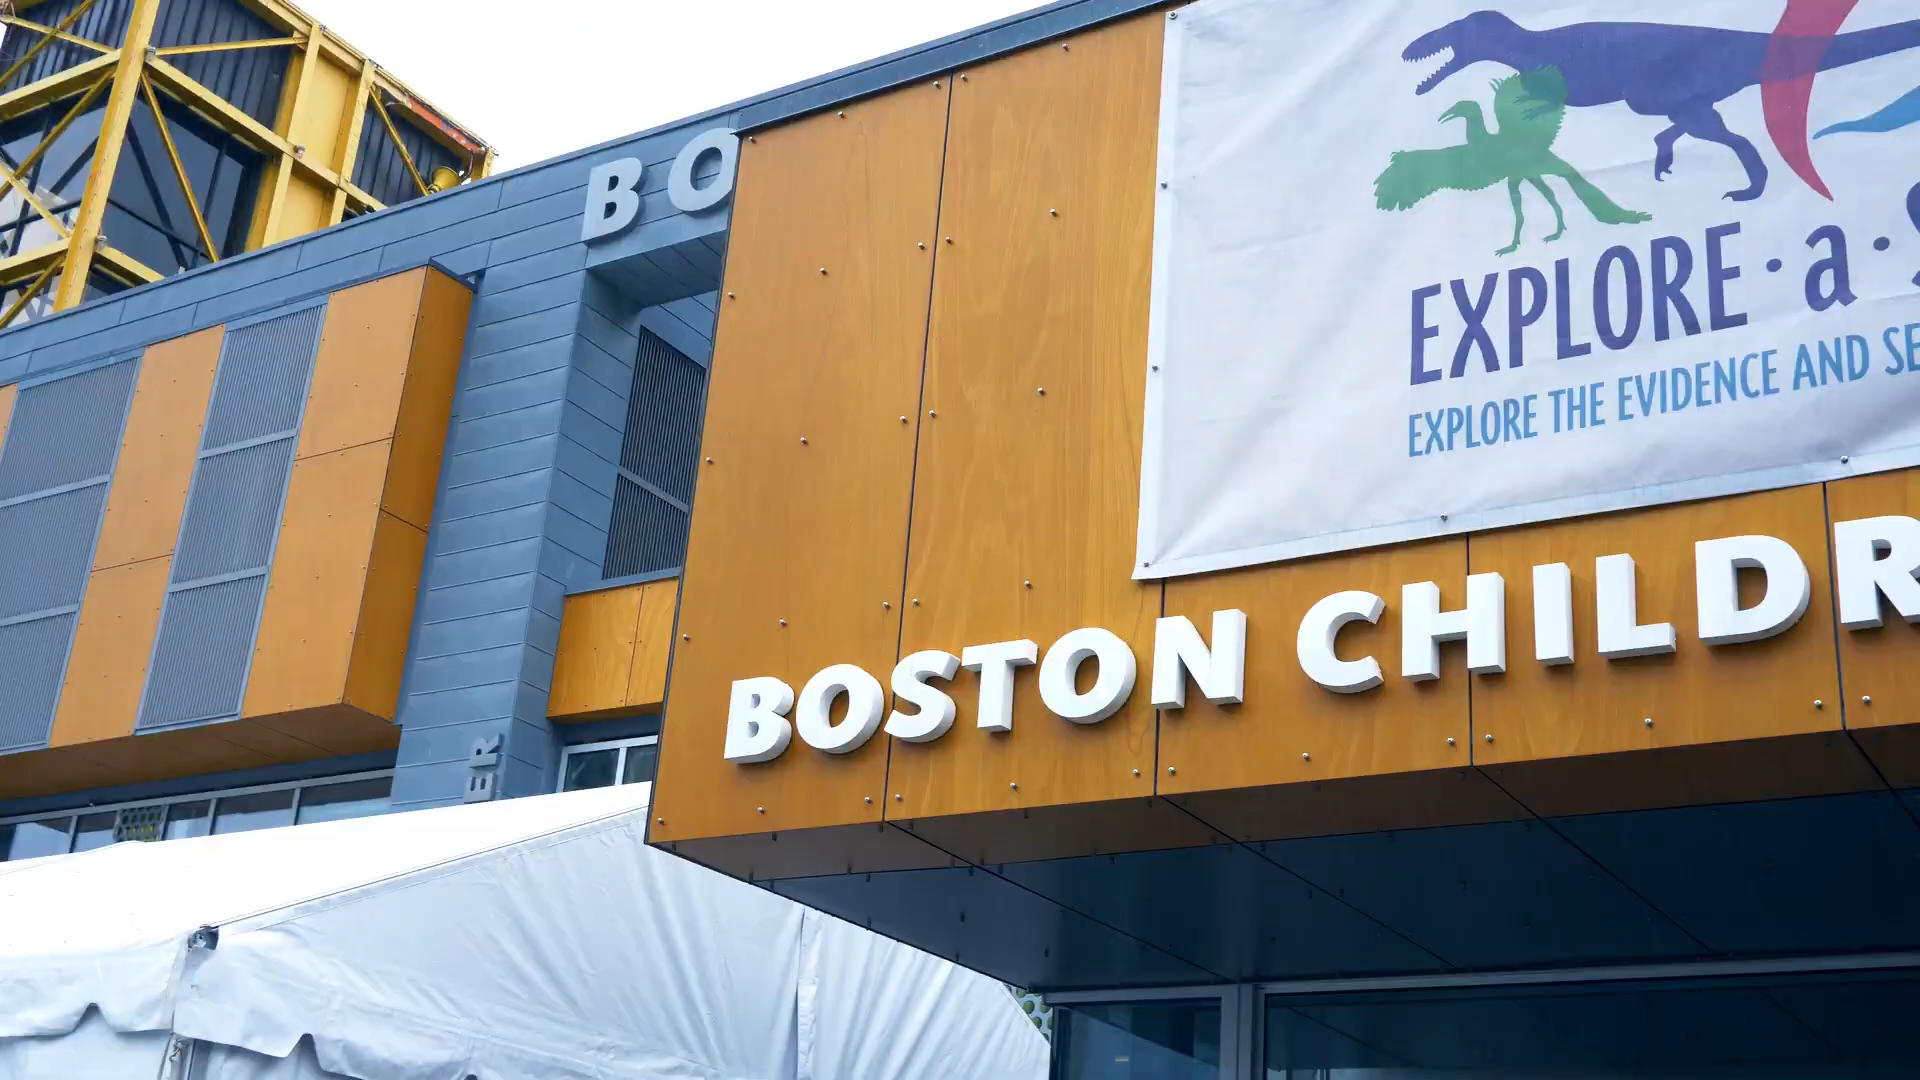 BO
EXPLORE·a·S
EXPLORE THE EVIDENCE AND SE
BOSTON CHILDR
ER